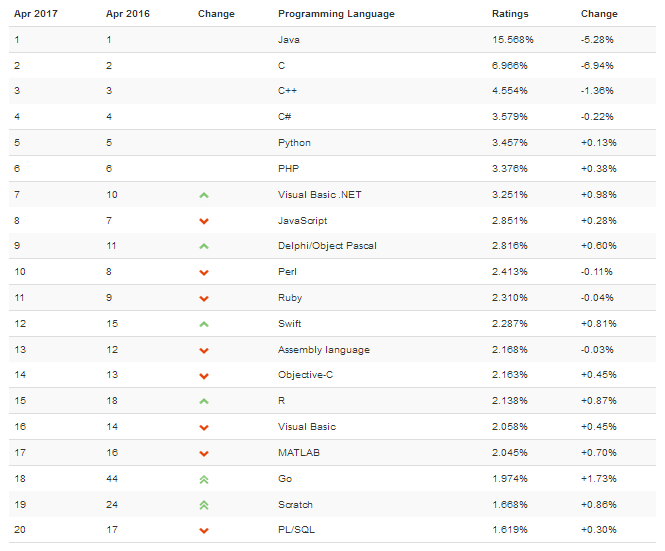 Apr 2017 Apr 2016 Change Programming Language Ratings Change
1 1 Java 15.568% -5.28%
2 2 C 6.966% -6.94%
3 3 C++ 4.554% -1.36%
4 4 C# 3.579% -0.22%
5 5 Python 3.457% +0.13%
6 6 PHP 3.376% +0.38%
7 10 Visual Basic .NET 3.251% +0.98%
8 7 JavaScript 2.851% +0.28%
9 11 Delphi/Object Pascal 2.816% +0.60%
10 8 Perl 2.413% -0.11%
11 9 Ruby 2.310% -0.04%
12 15 Swift 2.287% +0.81%
13 12 Assembly language 2.168% -0.03%
14 13 Objective-C 2.163% +0.45%
15 18 R 2.138% +0.87%
16 14 Visual Basic 2.058% +0.45%
17 16 MATLAB 2.045% +0.70%
18 44 Go 1.974% +1.73%
19 24 Scratch 1.668% +0.86%
20 17 PL/SQL 1.619% +0.30%